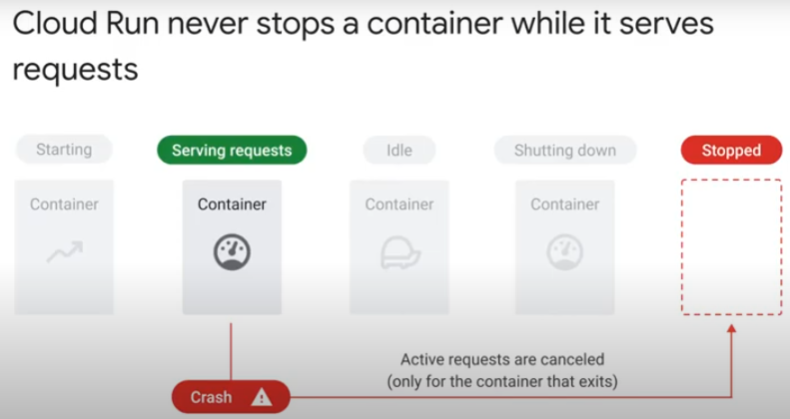 Cloud Run never stops a container while it serves
requests
Starting
Serving requests
Idle
Shutting down
Stopped
Container
Container
Container
Container
Active requests are canceled
(only for the container that exits)
Crash